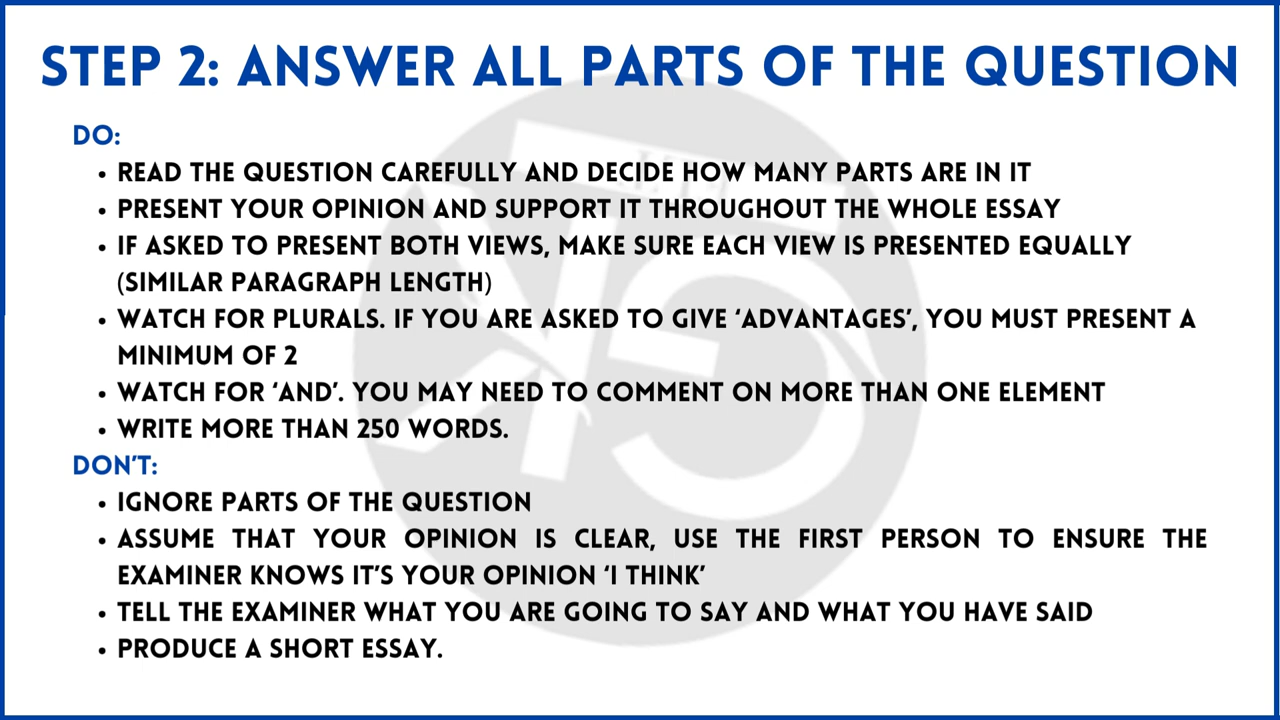 STEP 2: ANSWER ALL PARTS OF THE QUESTION
DO:
• READ THE QUESTION CAREFULLY AND DECIDE HOW MANY PARTS ARE IN IT
• PRESENT YOUR OPINION AND SUPPORT IT THROUGHOUT THE WHOLE ESSAY
• IF ASKED TO PRESENT BOTH VIEWS, MAKE SURE EACH VIEW IS PRESENTED EQUALLY
(SIMILAR PARAGRAPH LENGTH)
• WATCH FOR PLURALS. IF YOU ARE ASKED TO GIVE ‘ADVANTAGES’, YOU MUST PRESENT A
MINIMUM OF 2
• WATCH FOR ‘AND’. YOU MAY NEED TO COMMENT ON MORE THAN ONE ELEMENT
• WRITE MORE THAN 250 WORDS.
DON’T:
• IGNORE PARTS OF THE QUESTION
• ASSUME THAT YOUR OPINION IS CLEAR, USE THE FIRST PERSON TO ENSURE THE
EXAMINER KNOWS IT’S YOUR OPINION ‘I THINK’
• TELL THE EXAMINER WHAT YOU ARE GOING TO SAY AND WHAT YOU HAVE SAID
• PRODUCE A SHORT ESSAY.